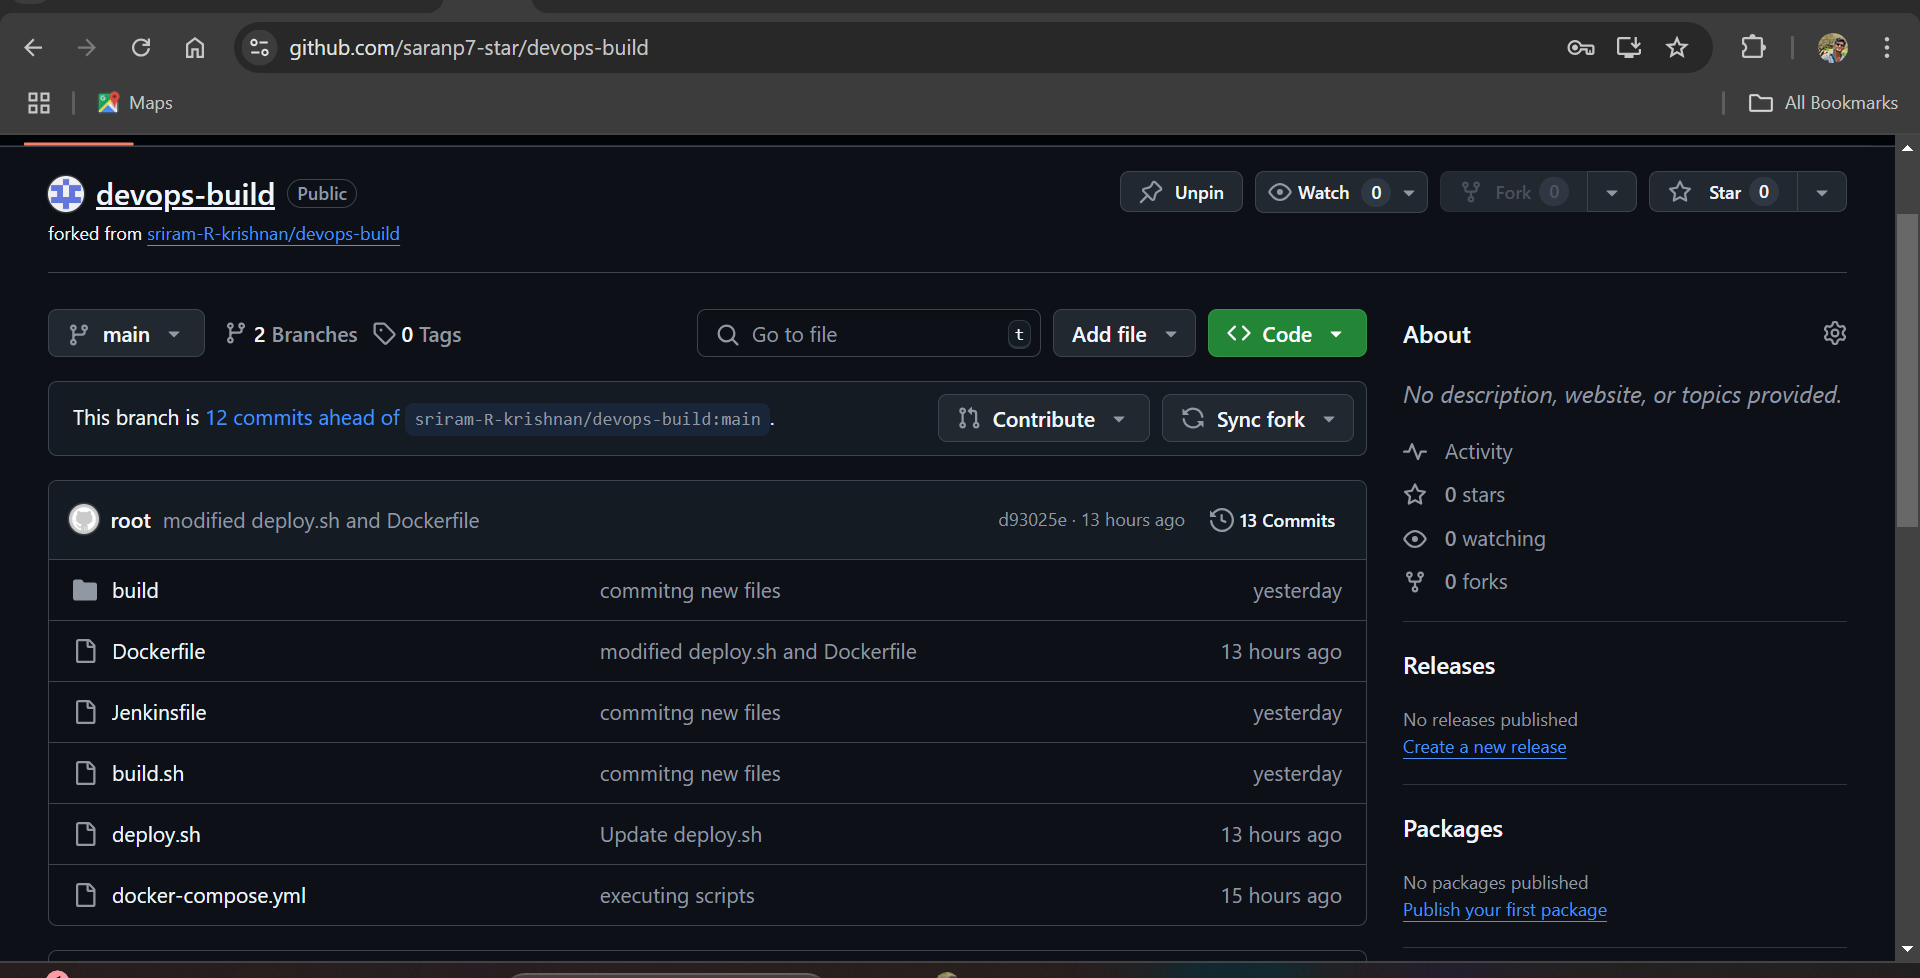 github.com/saranp7-star/devops-build
Maps
All Bookmarks
devops-build Public
Unpin Watch 0 Fork 0 Star 0
forked from sriram-R-krishnan/devops-build
main 2 Branches 0 Tags Go to file t Add file Code
This branch is 12 commits ahead of sriram-R-krishnan/devops-build:main . Contribute Sync fork
root modified deploy.sh and Dockerfile d93025e · 13 hours ago 13 Commits
build commitng new files yesterday
Dockerfile modified deploy.sh and Dockerfile 13 hours ago
Jenkinsfile commitng new files yesterday
build.sh commitng new files yesterday
deploy.sh Update deploy.sh 13 hours ago
docker-compose.yml executing scripts 15 hours ago
About
No description, website, or topics provided.
Activity
0 stars
0 watching
0 forks
Releases
No releases published
Create a new release
Packages
No packages published
Publish your first package